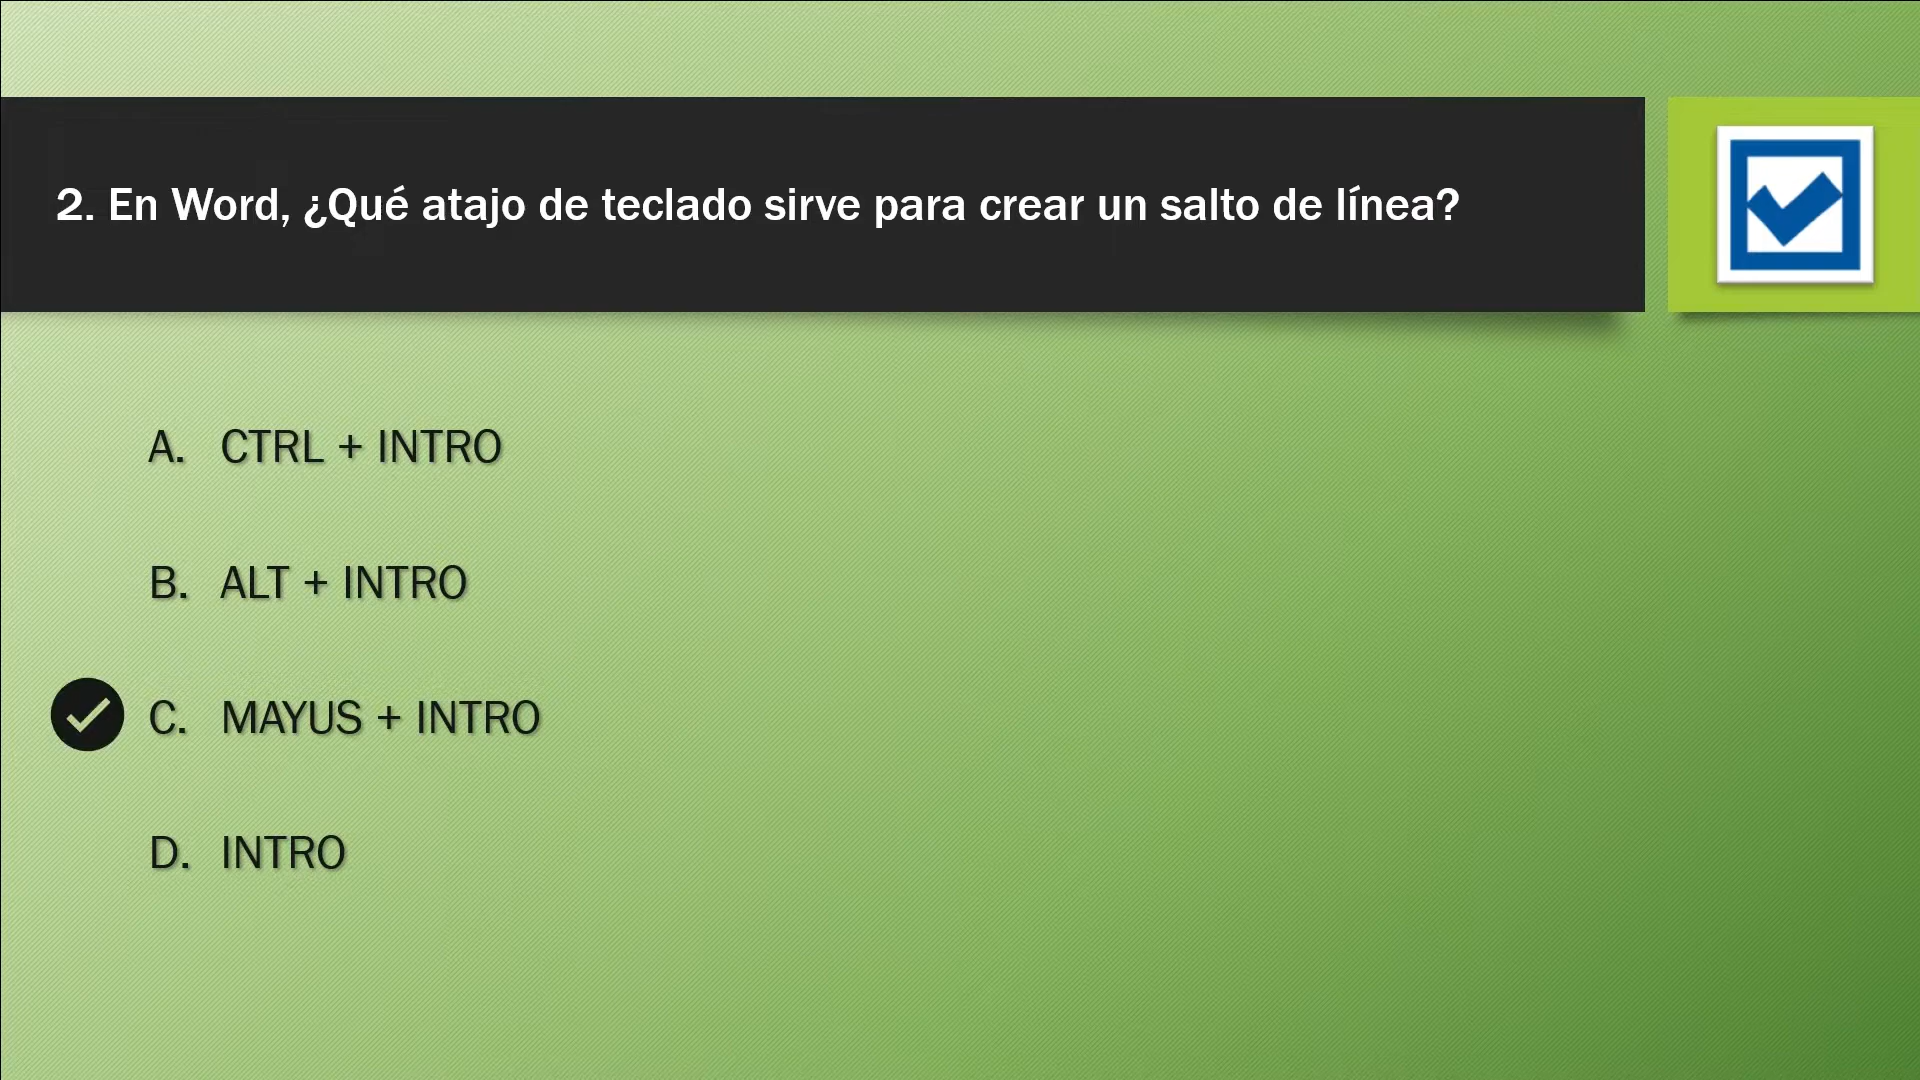 2. En Word, ¿Qué atajo de teclado sirve para crear un salto de línea?
A. CTRL + INTRO
B. ALT + INTRO
C. MAYUS + INTRO
D. INTRO